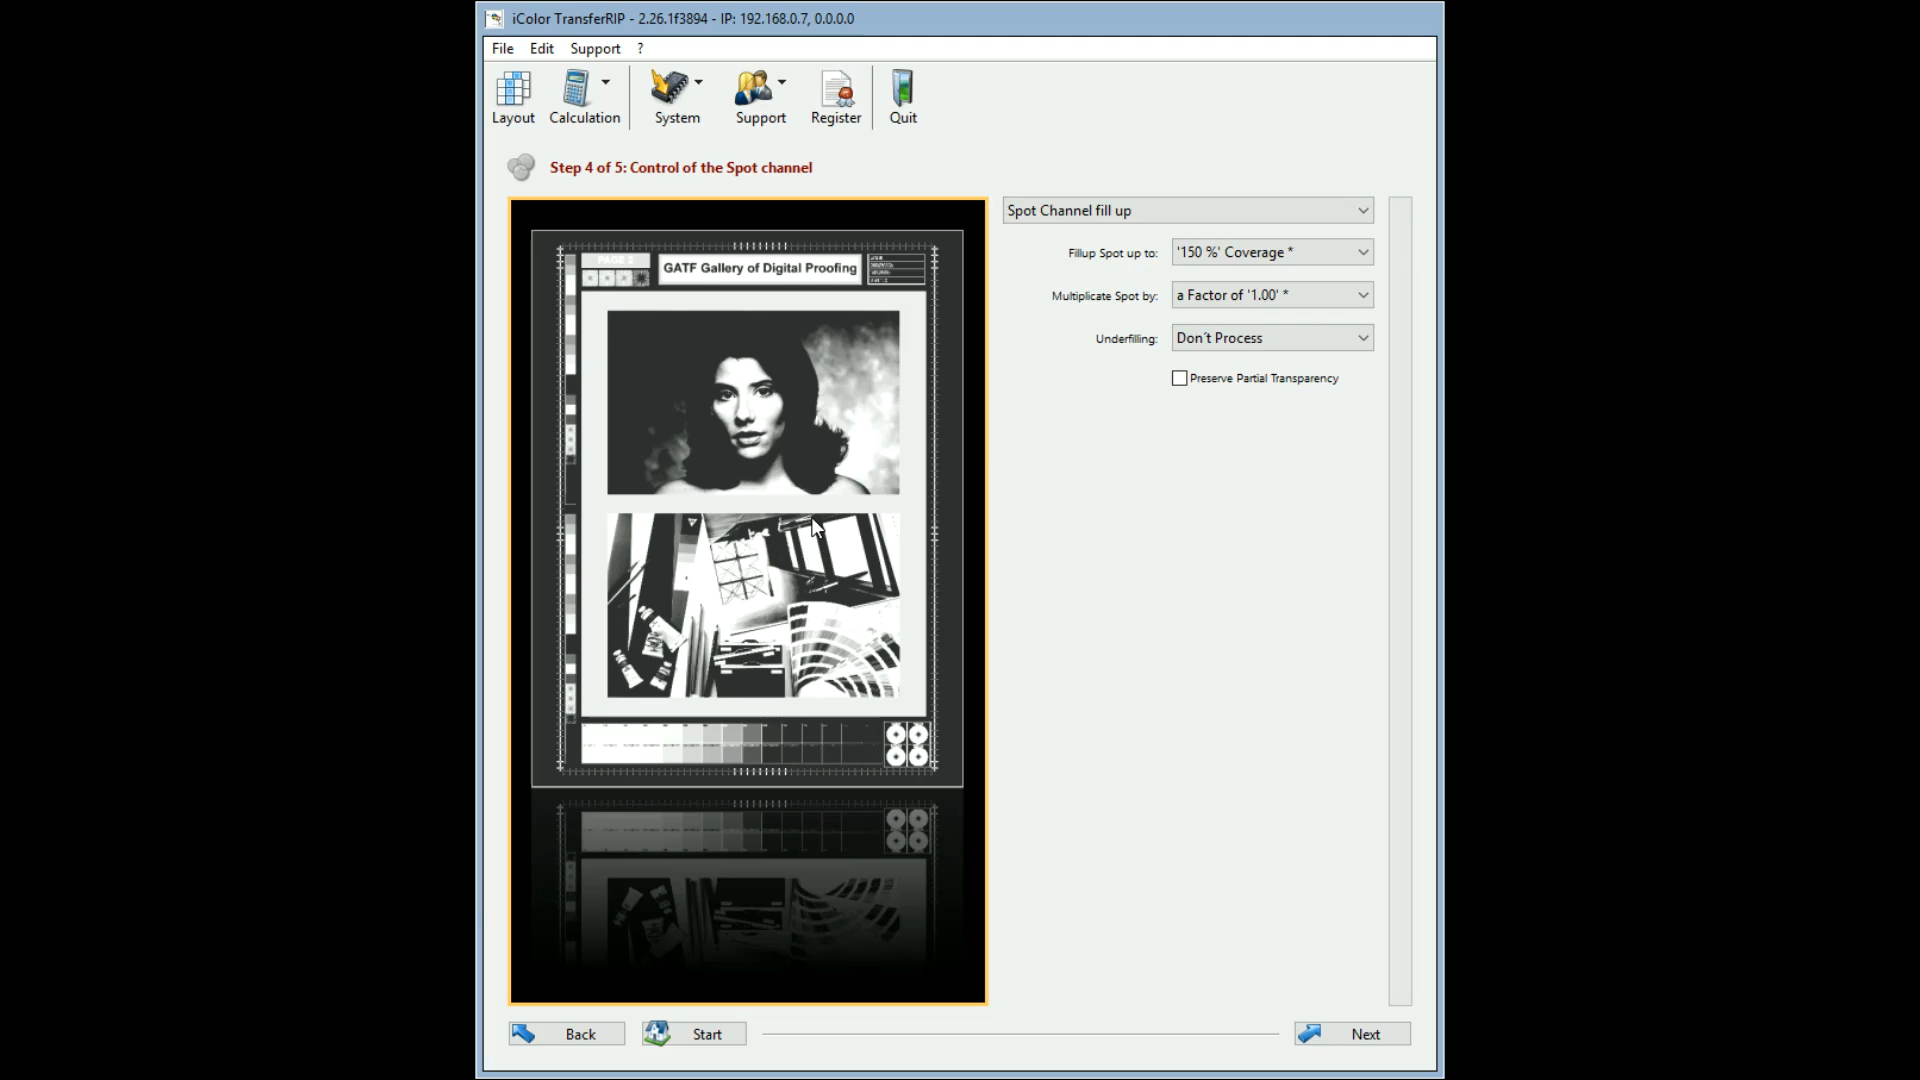 iColor TransferRIP - 2.26.1f3894 - IP: 192.168.0.7, 0.0.0.0
File Edit Support ?
Layout Calculation System Support Register Quit
Step 4 of 5: Control of the Spot channel
Spot Channel fill up
Fillup Spot up to: '150 %' Coverage *
Multiplicate Spot by: a Factor of '1.00' *
Underfilling: Don´t Process
Preserve Partial Transparency
PAGE 2
GATF Gallery of Digital Proofing
Back Start Next